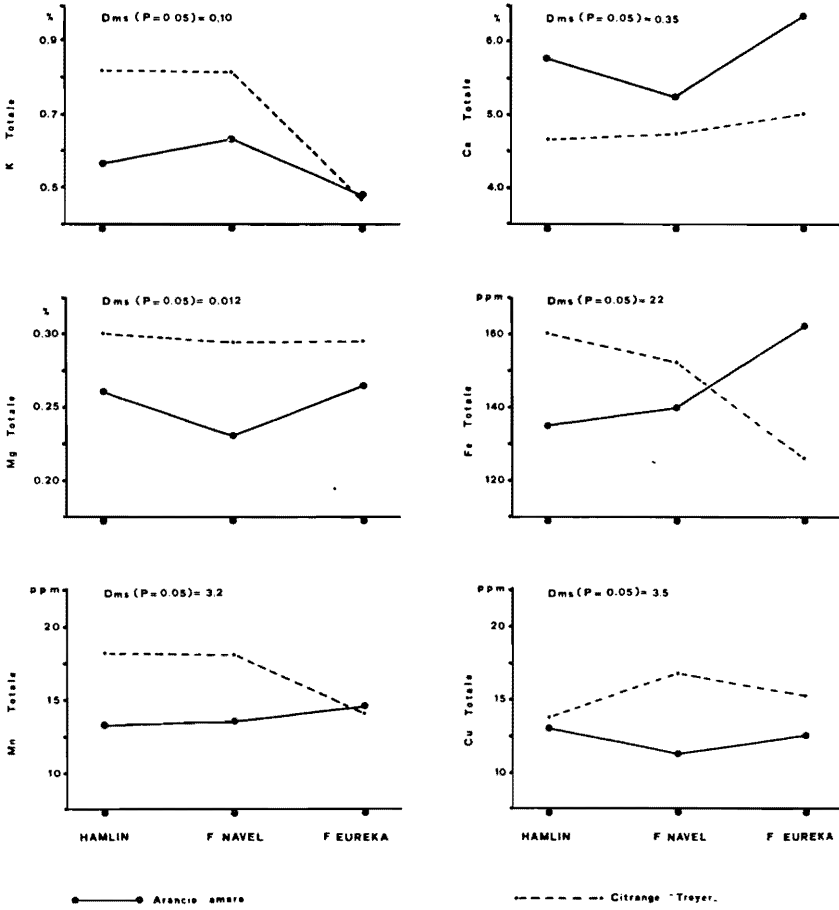 %
Dms (P=0.05)= 0.10
0.9
0.7
0.5
K Totale
%
Dms (P=0.05)= 0.35
6.0
5.0
4.0
Ca Totale
%
Dms (P=0.05)= 0.012
0.30
0.25
0.20
Mg Totale
ppm
Dms (P=0.05)= 22
160
140
120
Fe Totale
ppm
Dms (P=0.05)= 3.2
20
15
10
Mn Totale
ppm
Dms (P=0.05)= 3.5
20
15
10
Cu Totale
HAMLIN F NAVEL F EUREKA
HAMLIN F NAVEL F EUREKA
Arancio amaro
Citrange "Troyer"